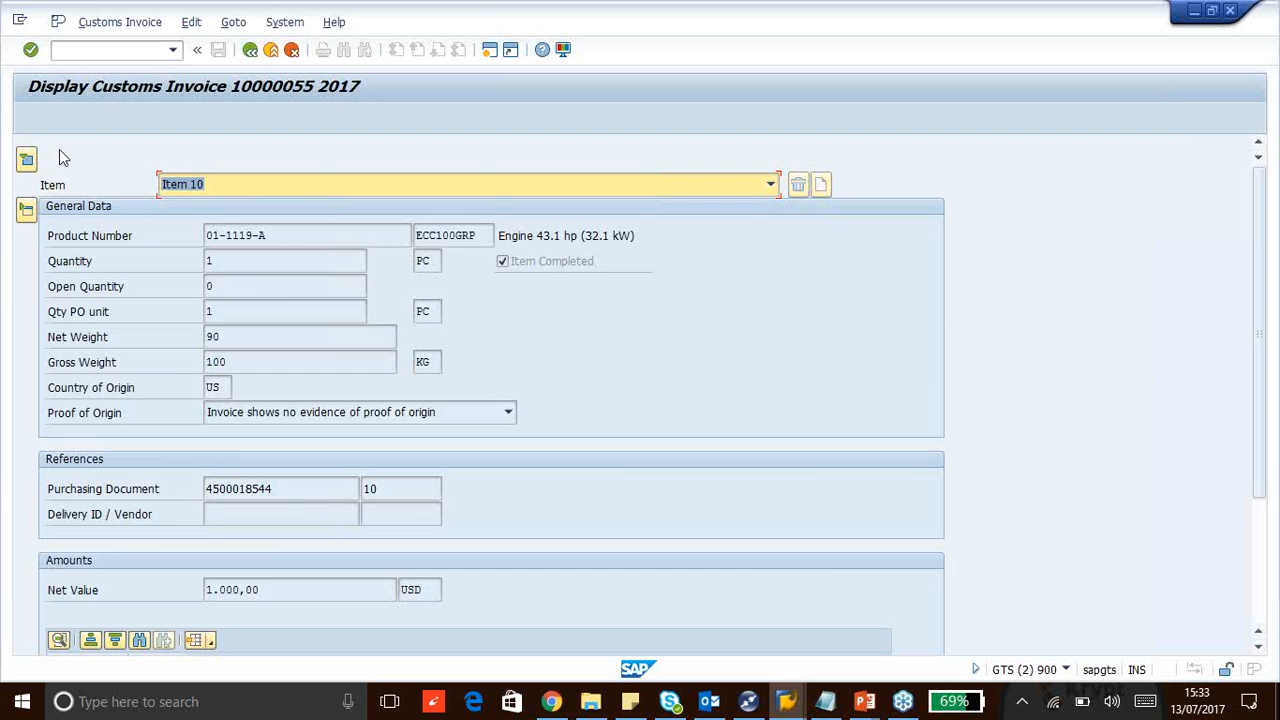 Customs Invoice Edit Goto System Help
Display Customs Invoice 10000055 2017
Item Item 10
General Data
Product Number 01-1119-A ECC100GRP Engine 43.1 hp (32.1 kW)
Quantity 1 PC Item Completed
Open Quantity 0
Qty PO unit 1 PC
Net Weight 90
Gross Weight 100 KG
Country of Origin US
Proof of Origin Invoice shows no evidence of proof of origin
References
Purchasing Document 4500018544 10
Delivery ID / Vendor
Amounts
Net Value 1.000,00 USD
SAP GTS (2) 900 sapgts INS
Type here to search 69% 15:33
13/07/2017